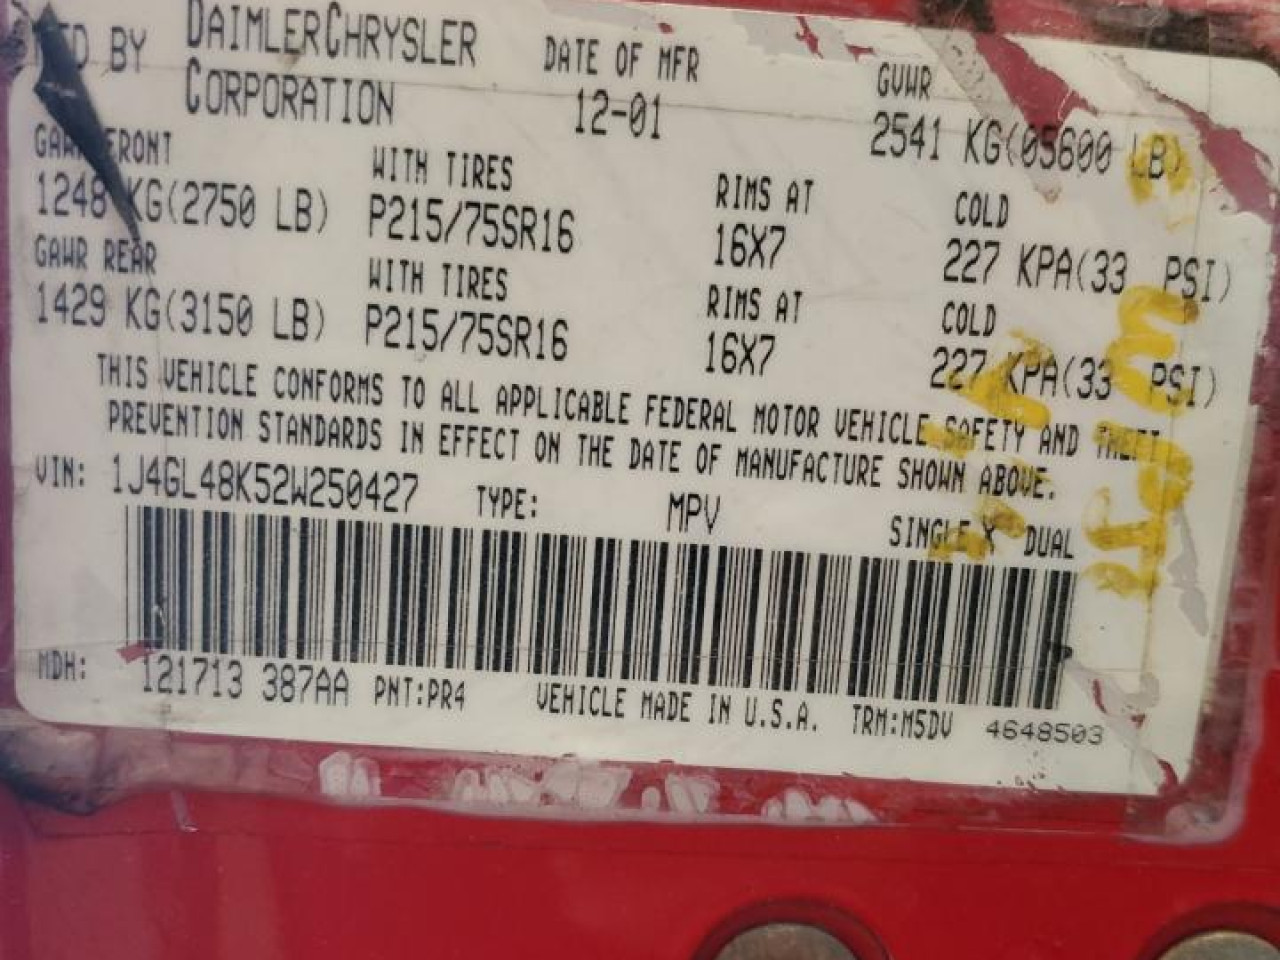 MFD BY DAIMLERCHRYSLER CORPORATION DATE OF MFR 12-01 GVWR 2541 KG(05600 LB)
GAWR FRONT 1248 KG(2750 LB) WITH TIRES P215/75SR16 RIMS AT 16X7 COLD 227 KPA(33 PSI)
GAWR REAR 1429 KG(3150 LB) WITH TIRES P215/75SR16 RIMS AT 16X7 COLD 227 KPA(33 PSI)
THIS VEHICLE CONFORMS TO ALL APPLICABLE FEDERAL MOTOR VEHICLE SAFETY AND THEFT
PREVENTION STANDARDS IN EFFECT ON THE DATE OF MANUFACTURE SHOWN ABOVE.
VIN: 1J4GL48K52W250427 TYPE: MPV SINGLE X DUAL
MDH: 121713 387AA PNT:PR4 VEHICLE MADE IN U.S.A. TRM:M5DV 4648503